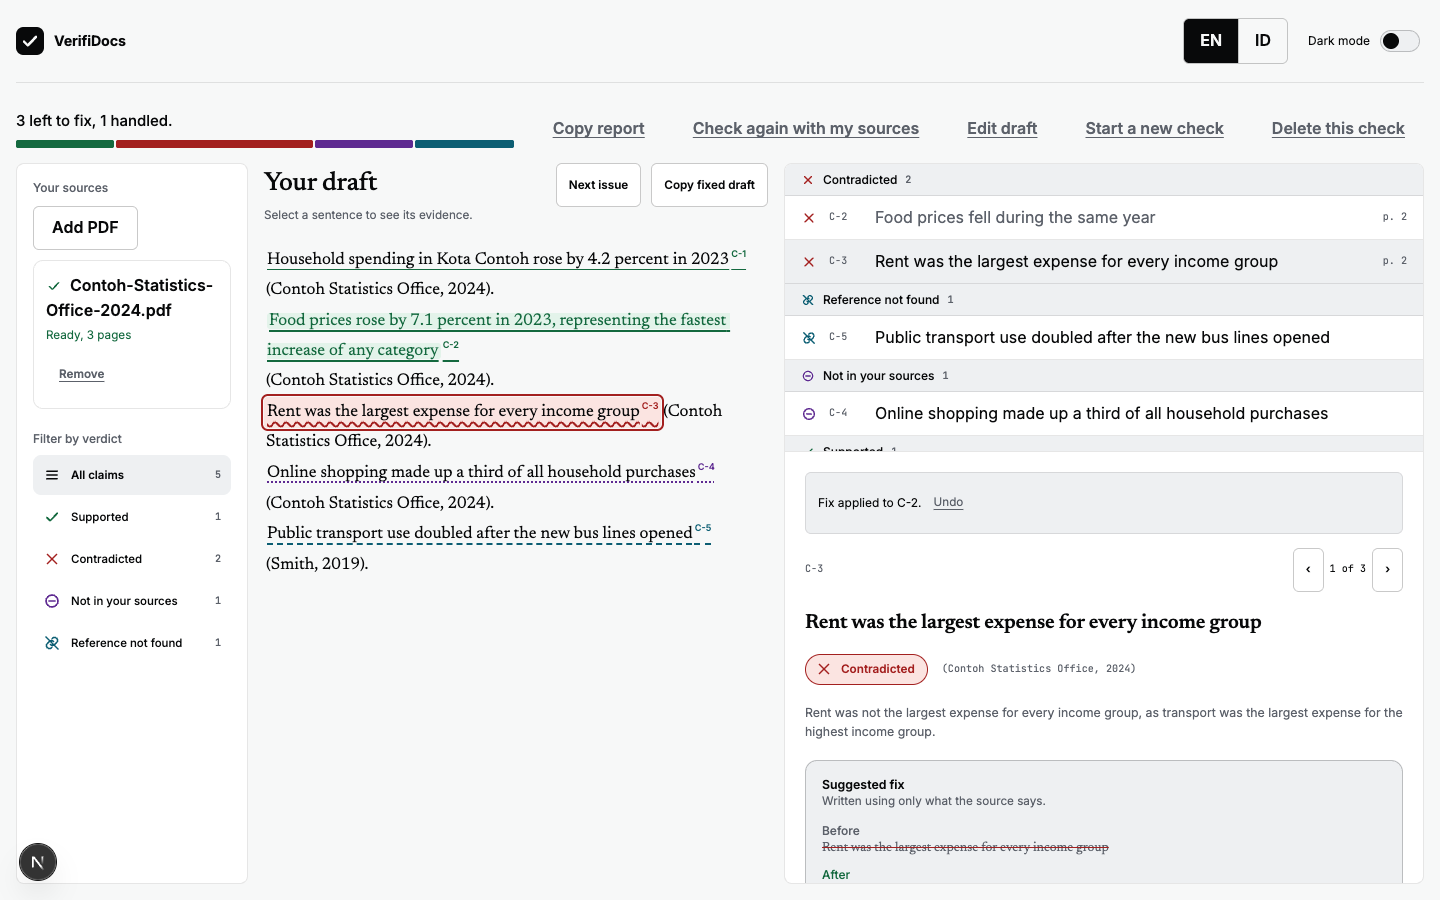 VerifiDocs
EN ID Dark mode
3 left to fix, 1 handled.
Copy report Check again with my sources Edit draft Start a new check Delete this check
Your sources
Add PDF
Contoh-Statistics-
Office-2024.pdf
Ready, 3 pages
Remove
Filter by verdict
All claims 5
Supported 1
Contradicted 2
Not in your sources 1
Reference not found 1
N
Your draft
Next issue Copy fixed draft
Select a sentence to see its evidence.
Household spending in Kota Contoh rose by 4.2 percent in 2023 C-1
(Contoh Statistics Office, 2024).
Food prices rose by 7.1 percent in 2023, representing the fastest
increase of any category C-2
(Contoh Statistics Office, 2024).
Rent was the largest expense for every income group C-3 (Contoh
Statistics Office, 2024).
Online shopping made up a third of all household purchases C-4
(Contoh Statistics Office, 2024).
Public transport use doubled after the new bus lines opened C-5
(Smith, 2019).
Contradicted 2
C-2 Food prices fell during the same year p. 2
C-3 Rent was the largest expense for every income group p. 2
Reference not found 1
C-5 Public transport use doubled after the new bus lines opened
Not in your sources 1
C-4 Online shopping made up a third of all household purchases
Supported 1
Fix applied to C-2. Undo
C-3 ‹ 1 of 3 ›
Rent was the largest expense for every income group
Contradicted (Contoh Statistics Office, 2024)
Rent was not the largest expense for every income group, as transport was the largest expense for the
highest income group.
Suggested fix
Written using only what the source says.
Before
Rent was the largest expense for every income group
After